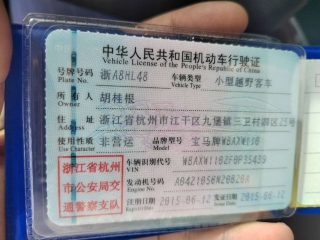 中华人民共和国机动车行驶证
Vehicle License of the People's Republic of China
号牌号码 浙A8HL48 车辆类型 小型越野客车
Plate No. Vehicle Type
所有人 胡桂根
Owner
住址 浙江省杭州市江干区九堡镇三卫村四区25号
Address
使用性质 非营运 品牌型号 宝马牌
Use Character Model
浙江省杭州
市公安局交
通警察支队
车辆识别代号
VIN
发动机号码
Engine No.
注册日期 2015-06-12 发证日期 2015-06-12
Register Date Issue Date